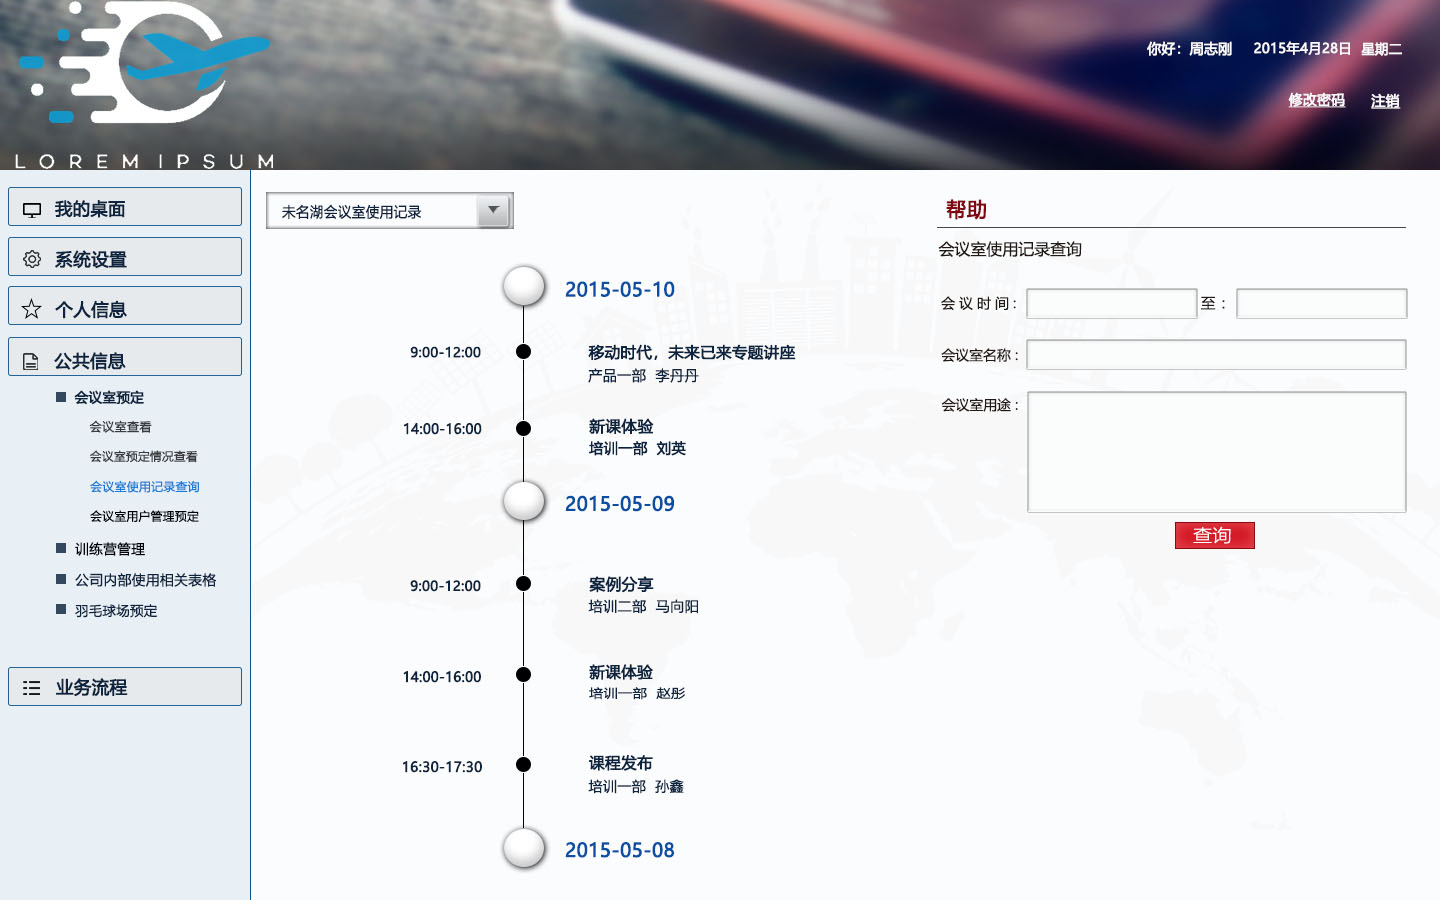 LOREM IPSUM
你好：周志刚 2015年4月28日 星期二
修改密码 注销
我的桌面
系统设置
个人信息
公共信息
会议室预定
会议室查看
会议室预定情况查看
会议室使用记录查询
会议室用户管理预定
训练营管理
公司内部使用相关表格
羽毛球场预定
业务流程
未名湖会议室使用记录
2015-05-10
9:00-12:00
移动时代，未来已来专题讲座
产品一部 李丹丹
14:00-16:00
新课体验
培训一部 刘英
2015-05-09
9:00-12:00
案例分享
培训二部 马向阳
14:00-16:00
新课体验
培训一部 赵彤
16:30-17:30
课程发布
培训一部 孙鑫
2015-05-08
帮助
会议室使用记录查询
会议时间： 至：
会议室名称：
会议室用途：
查询